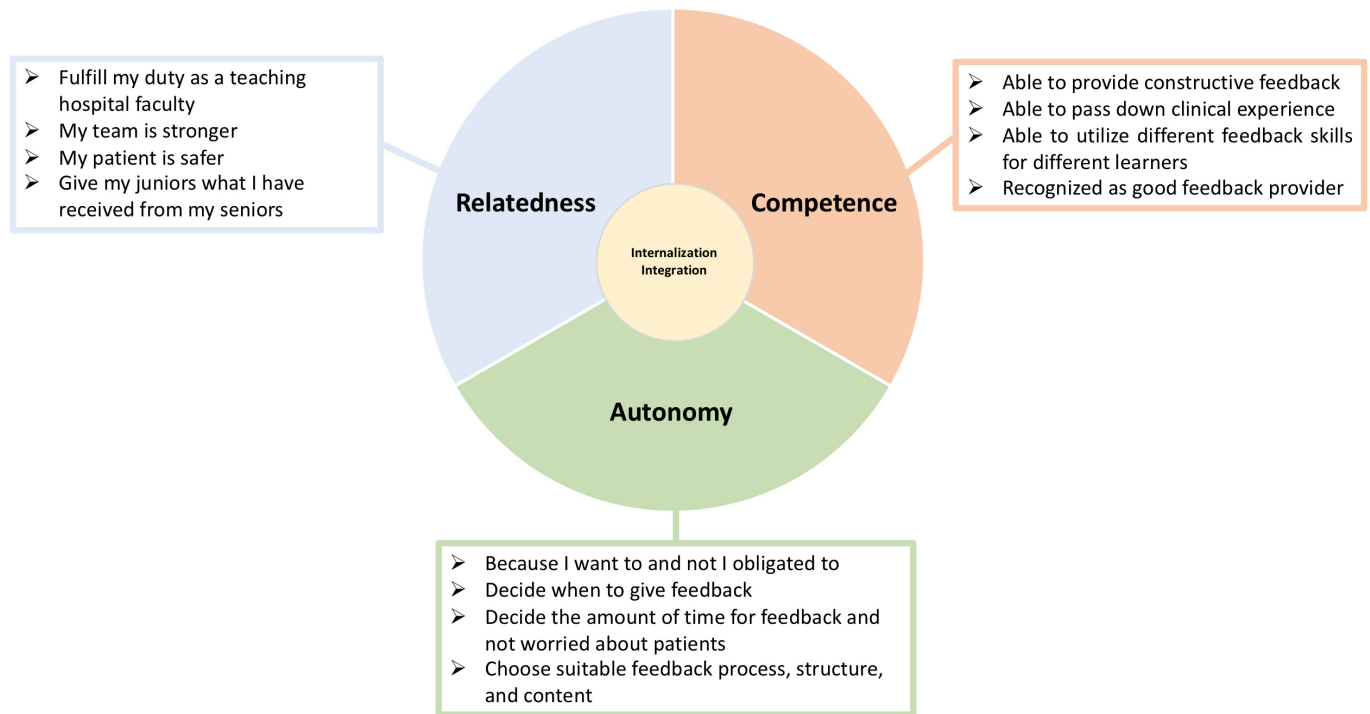 ➢ Fulfill my duty as a teaching
hospital faculty
➢ My team is stronger
➢ My patient is safer
➢ Give my juniors what I have
received from my seniors
➢ Able to provide constructive feedback
➢ Able to pass down clinical experience
➢ Able to utilize different feedback skills
for different learners
➢ Recognized as good feedback provider
Relatedness
Competence
Internalization
Integration
Autonomy
➢ Because I want to and not I obligated to
➢ Decide when to give feedback
➢ Decide the amount of time for feedback and
not worried about patients
➢ Choose suitable feedback process, structure,
and content